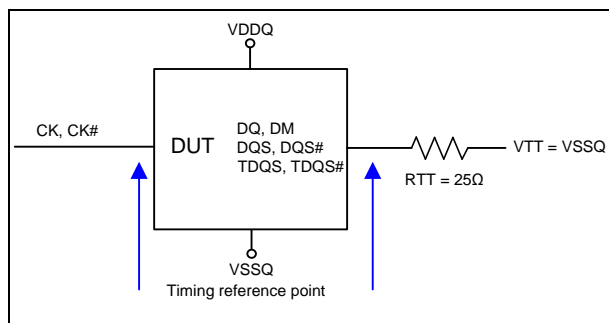 VDDQ
CK, CK#
DUT
DQ, DM
DQS, DQS#
TDQS, TDQS#
VTT = VSSQ
RTT = 25Ω
VSSQ
Timing reference point